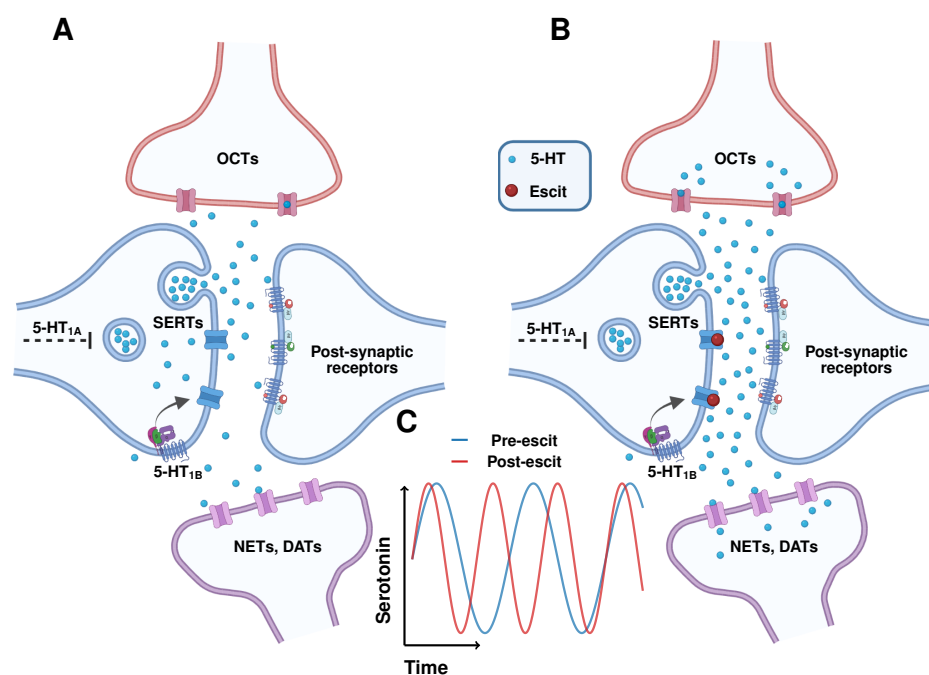 A
OCTs
5-HT1A
SERTs
Post-synaptic
receptors
5-HT1B
NETs, DATs
B
5-HT
Escit
OCTs
5-HT1A
SERTs
Post-synaptic
receptors
5-HT1B
NETs, DATs
C
Pre-escit
Post-escit
Serotonin
Time